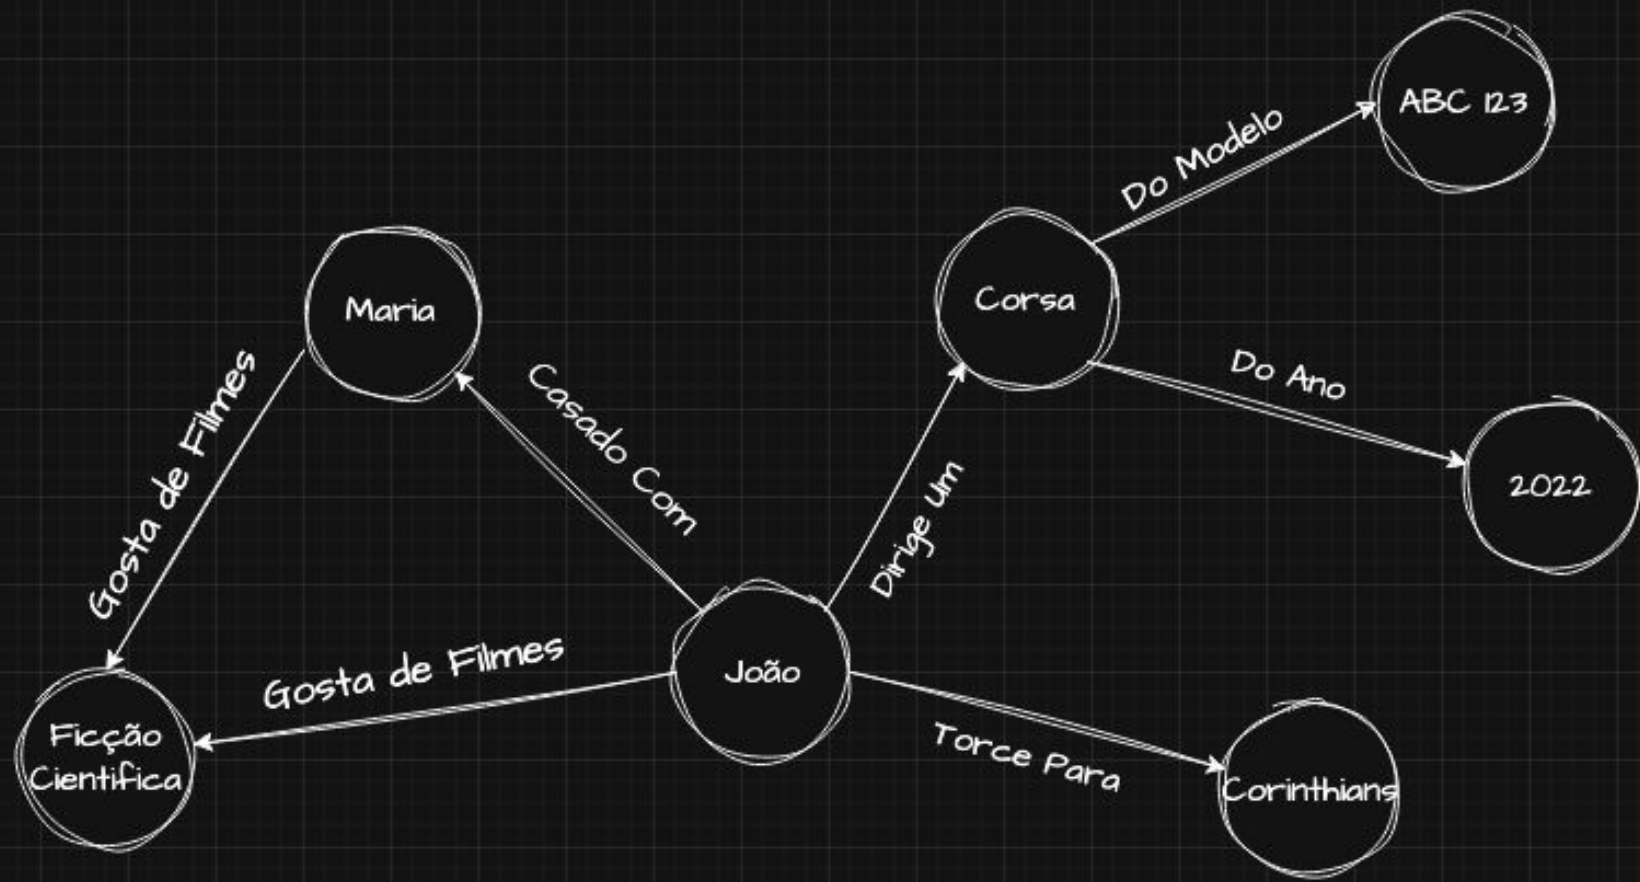 ABC 123
Do Modelo
Maria
Corsa
Casado Com
Do Ano
Gosta de Filmes
Dirige um
2022
Gosta de Filmes
João
Ficção
Cientifica
Torce Para
Corinthians